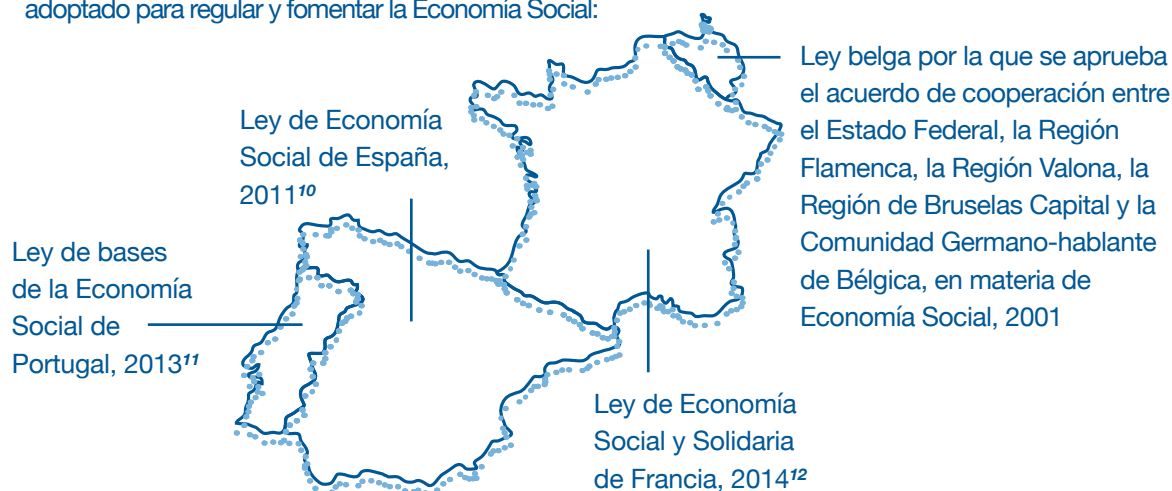 adoptado para regular y fomentar la Economía Social:
Ley belga por la que se aprueba
el acuerdo de cooperación entre
el Estado Federal, la Región
Flamenca, la Región Valona, la
Región de Bruselas Capital y la
Comunidad Germano-hablante
de Bélgica, en materia de
Economía Social, 2001
Ley de Economía
Social de España,
2011¹⁰
Ley de bases
de la Economía
Social de
Portugal, 2013¹¹
Ley de Economía
Social y Solidaria
de Francia, 2014¹²